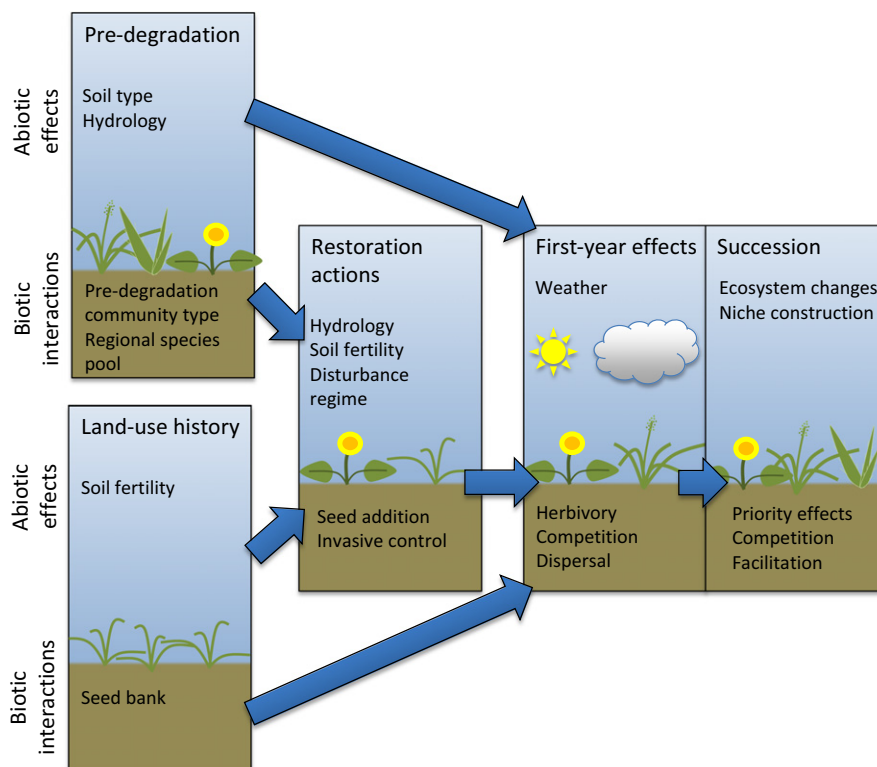 Pre-degradation
Abiotic
effects
Soil type
Hydrology
Biotic
interactions
Pre-degradation
community type
Regional species
pool
Land-use history
Abiotic
effects
Soil fertility
Biotic
interactions
Seed bank
Restoration
actions
Hydrology
Soil fertility
Disturbance
regime
Seed addition
Invasive control
First-year effects
Weather
Herbivory
Competition
Dispersal
Succession
Ecosystem changes
Niche construction
Priority effects
Competition
Facilitation